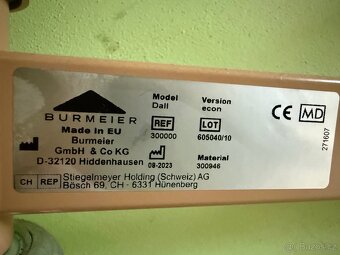 BURMEIER
Made in EU
Burmeier
GmbH & Co KG
D-32120 Hiddenhausen
Model
Dali
Version
econ
REF
300000
LOT
605040/10
08-2023
Material
300946
CE MD
271607
CH REF
Stiegelmeyer Holding (Schweiz) AG
Bösch 69, CH - 6331 Hünenberg